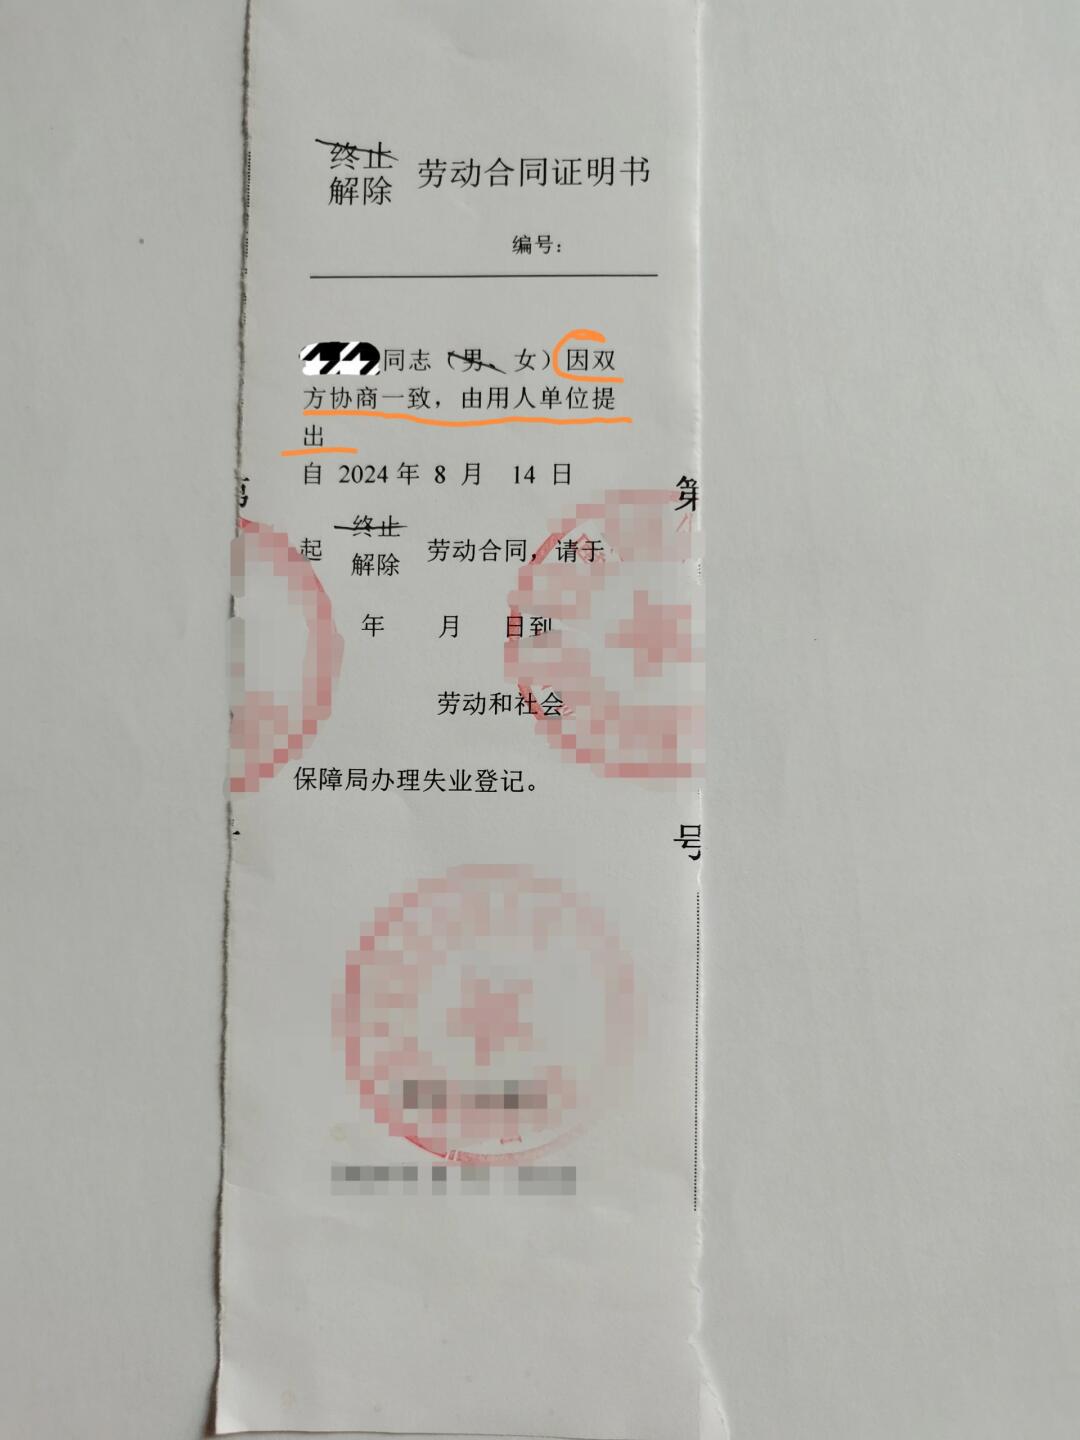 终止
解除 劳动合同证明书
编号：
同志（男、女）因双
方协商一致，由用人单位提
出
自 2024 年 8 月 14 日
终止
起 解除 劳动合同，请于
年 月 日到
劳动和社会
保障局办理失业登记。
第
号